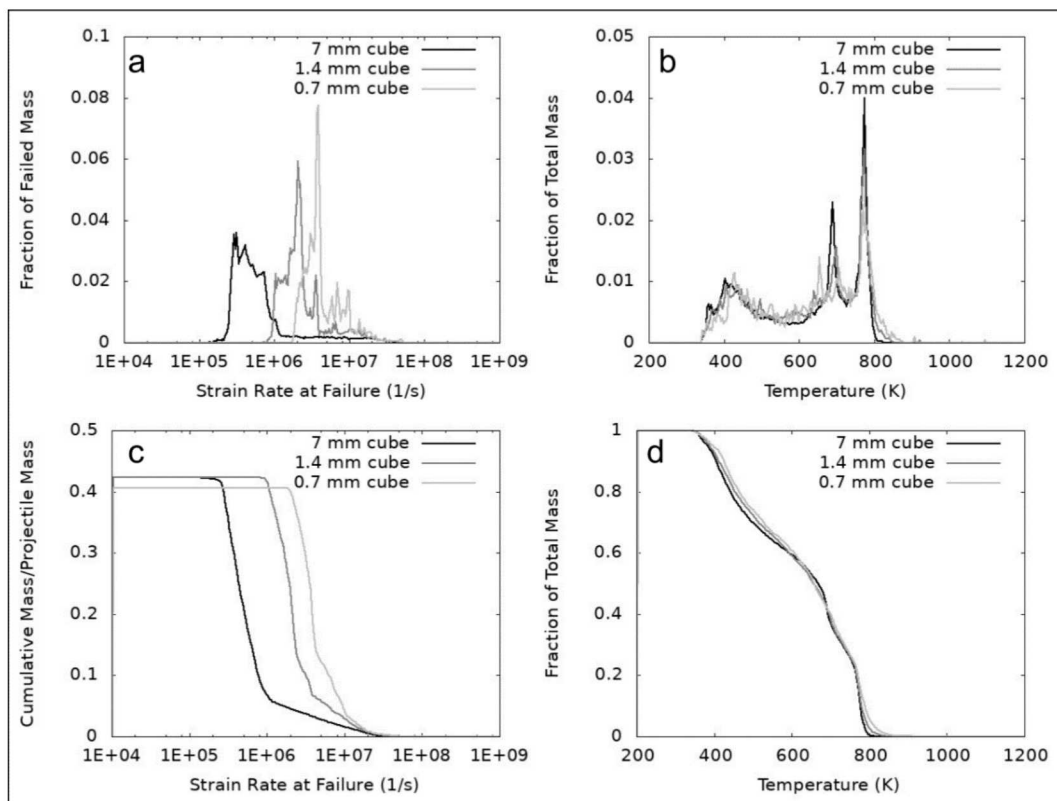 a
0.1
0.08
0.06
0.04
0.02
0
Fraction of Failed Mass
7 mm cube
1.4 mm cube
0.7 mm cube
1E+04 1E+05 1E+06 1E+07 1E+08 1E+09
Strain Rate at Failure (1/s)
b
0.05
0.04
0.03
0.02
0.01
0
Fraction of Total Mass
7 mm cube
1.4 mm cube
0.7 mm cube
200 400 600 800 1000 1200
Temperature (K)
c
0.5
0.4
0.3
0.2
0.1
0
Cumulative Mass/Projectile Mass
7 mm cube
1.4 mm cube
0.7 mm cube
1E+04 1E+05 1E+06 1E+07 1E+08 1E+09
Strain Rate at Failure (1/s)
d
1
0.8
0.6
0.4
0.2
0
Fraction of Total Mass
7 mm cube
1.4 mm cube
0.7 mm cube
200 400 600 800 1000 1200
Temperature (K)